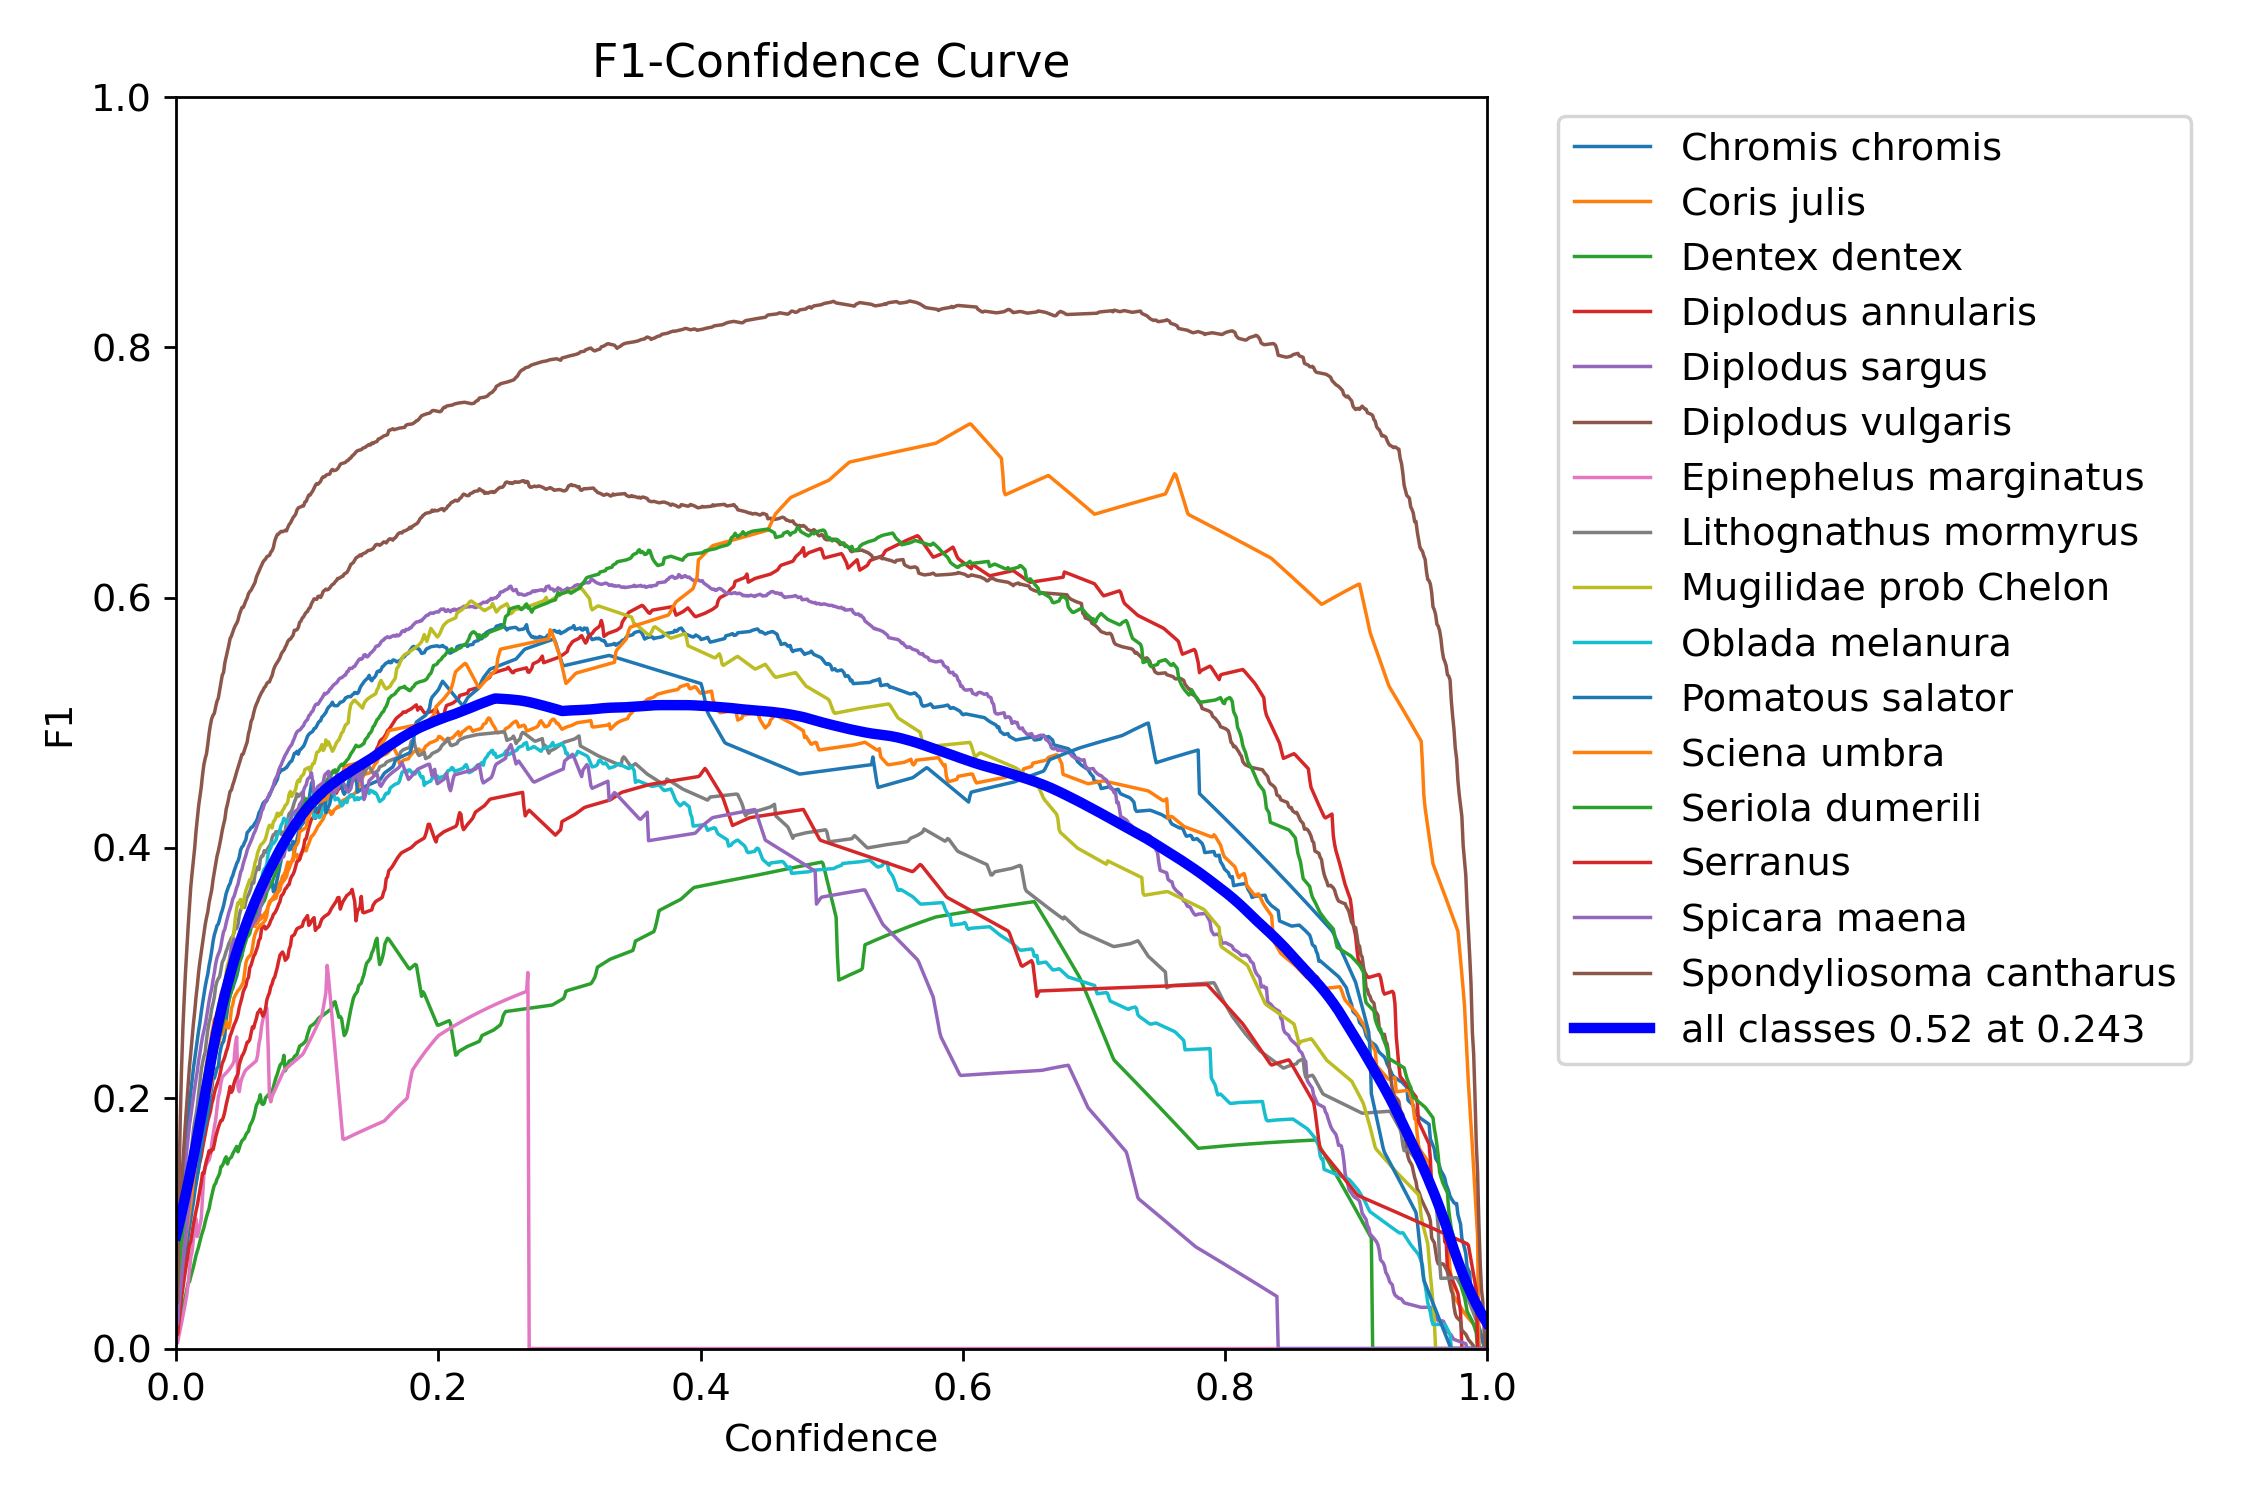 F1-Confidence Curve
1.0
0.8
0.6
0.4
0.2
0.0
F1
0.0 0.2 0.4 0.6 0.8 1.0
Confidence
Chromis chromis
Coris julis
Dentex dentex
Diplodus annularis
Diplodus sargus
Diplodus vulgaris
Epinephelus marginatus
Lithognathus mormyrus
Mugilidae prob Chelon
Oblada melanura
Pomatous salator
Sciena umbra
Seriola dumerili
Serranus
Spicara maena
Spondyliosoma cantharus
all classes 0.52 at 0.243